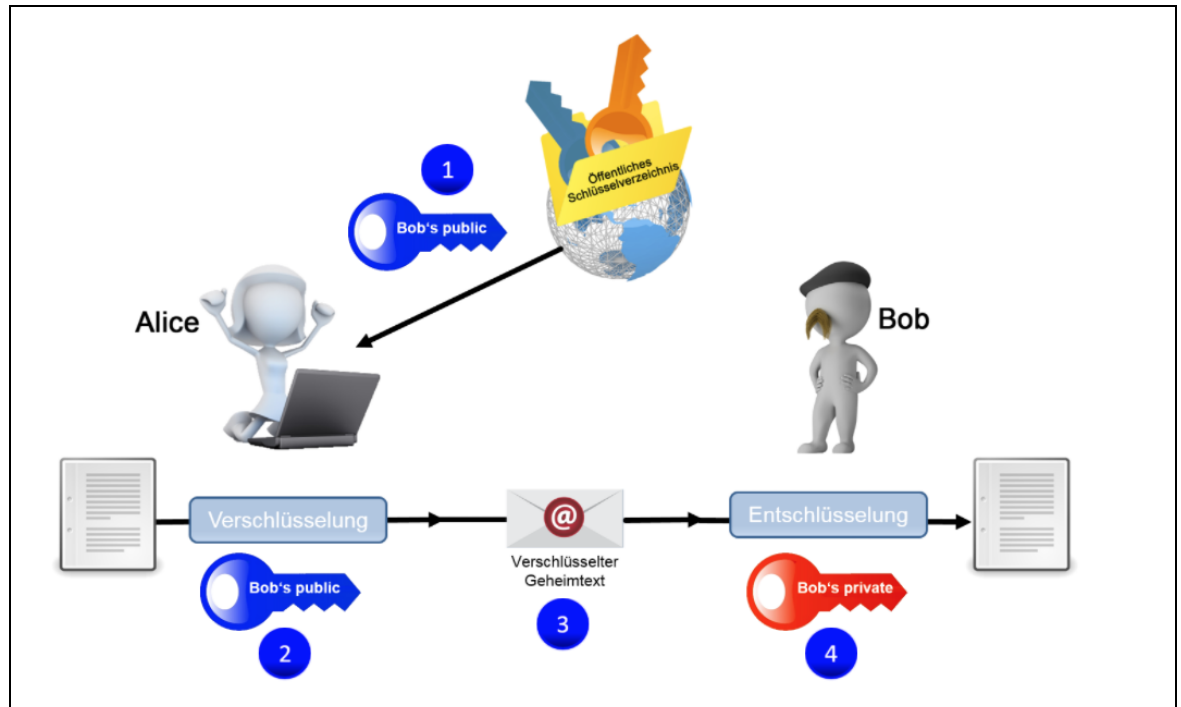 Öffentliches
Schlüsselverzeichnis
1
Bob's public
Alice
Bob
Verschlüsselung
@
Entschlüsselung
Verschlüsselter
Geheimtext
Bob's public
Bob's private
2
3
4